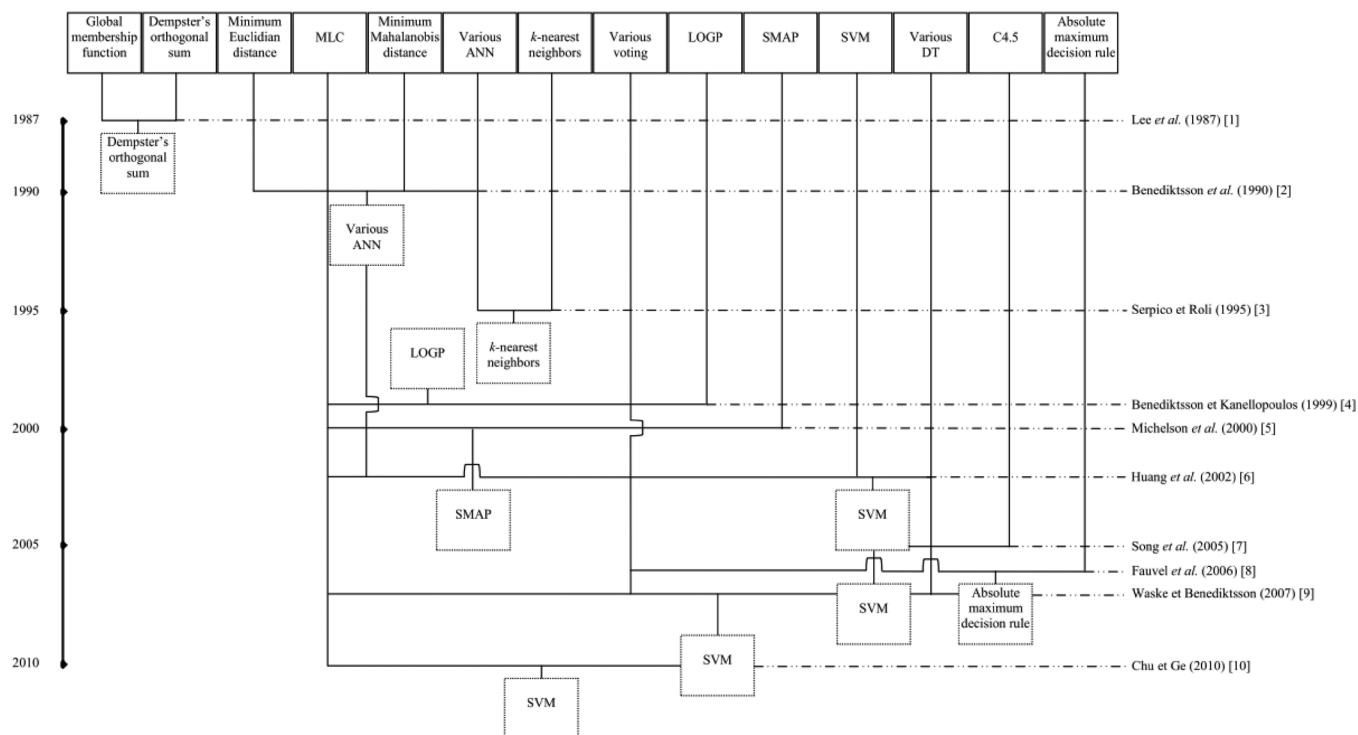 Global
membership
function
Dempster's
orthogonal
sum
Minimum
Euclidian
distance
MLC
Minimum
Mahalanobis
distance
Various
ANN
k-nearest
neighbors
Various
voting
LOGP
SMAP
SVM
Various
DT
C4.5
Absolute
maximum
decision rule
1987
Lee et al. (1987) [1]
Dempster's
orthogonal
sum
1990
Benediktsson et al. (1990) [2]
Various
ANN
1995
Serpico et Roli (1995) [3]
LOGP
k-nearest
neighbors
Benediktsson et Kanellopoulos (1999) [4]
2000
Michelson et al. (2000) [5]
Huang et al. (2002) [6]
SMAP
SVM
2005
Song et al. (2005) [7]
Fauvel et al. (2006) [8]
Waske et Benediktsson (2007) [9]
SVM
Absolute
maximum
decision rule
SVM
2010
Chu et Ge (2010) [10]
SVM